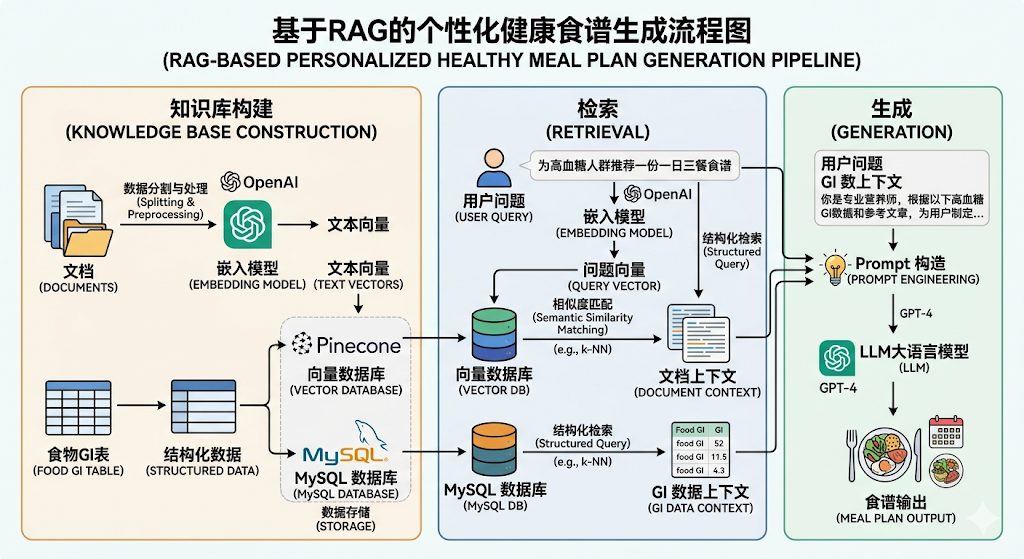 基于RAG的个性化健康食谱生成流程图
(RAG-BASED PERSONALIZED HEALTHY MEAL PLAN GENERATION PIPELINE)
知识库构建
(KNOWLEDGE BASE CONSTRUCTION)
文档
(DOCUMENTS)
数据分割与处理
(Splitting &
Preprocessing)
OpenAI
嵌入模型
(EMBEDDING MODEL)
文本向量
文本向量
(TEXT VECTORS)
Pinecone
向量数据库
(VECTOR DATABASE)
食物GI表
(FOOD GI TABLE)
结构化数据
(STRUCTURED DATA)
MySQL
MySQL 数据库
(MySQL DATABASE)
数据存储
(STORAGE)
检索
(RETRIEVAL)
用户问题
(USER QUERY)
为高血糖人群推荐一份一日三餐食谱
OpenAI
嵌入模型
(EMBEDDING MODEL)
问题向量
(QUERY VECTOR)
结构化检索
(Structured
Query)
向量数据库
(VECTOR DB)
相似度匹配
(Semantic Similarity
Matching)
(e.g., k-NN)
文档上下文
(DOCUMENT CONTEXT)
MySQL 数据库
(MySQL DB)
结构化检索
(Structured Query)
(e.g., k-NN)
Food GI GI
food GI 52
food GI 11.5
food GI 4.3
GI 数据上下文
(GI DATA CONTEXT)
生成
(GENERATION)
用户问题
GI 数上下文
你是专业营养师，根据以下高血糖
GI数据和参考文章，为用户制定...
Prompt 构造
(PROMPT ENGINEERING)
GPT-4
LLM大语言模型
(LLM)
GPT-4
食谱输出
(MEAL PLAN OUTPUT)